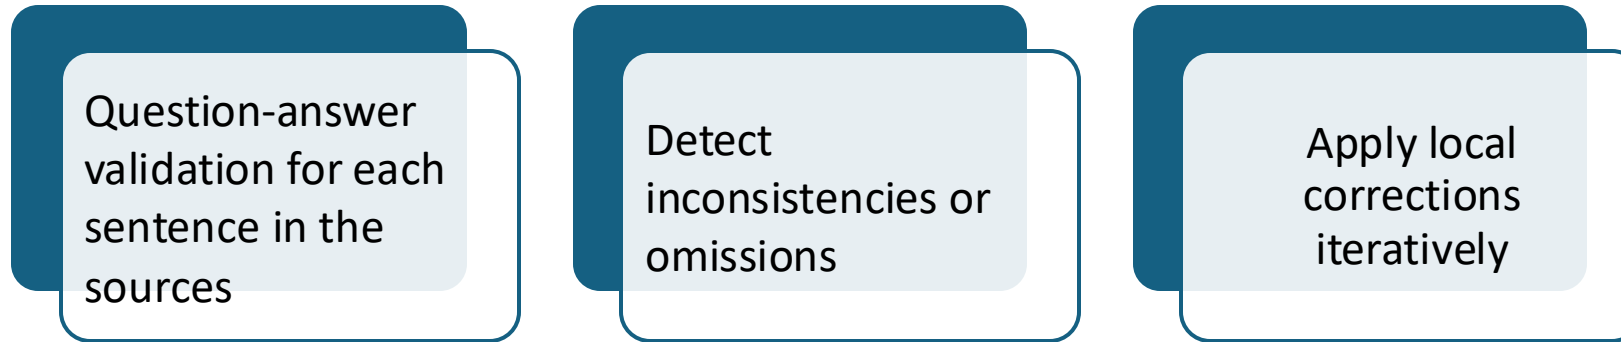 Question-answer
validation for each
sentence in the
sources
Detect
inconsistencies or
omissions
Apply local
corrections
iteratively